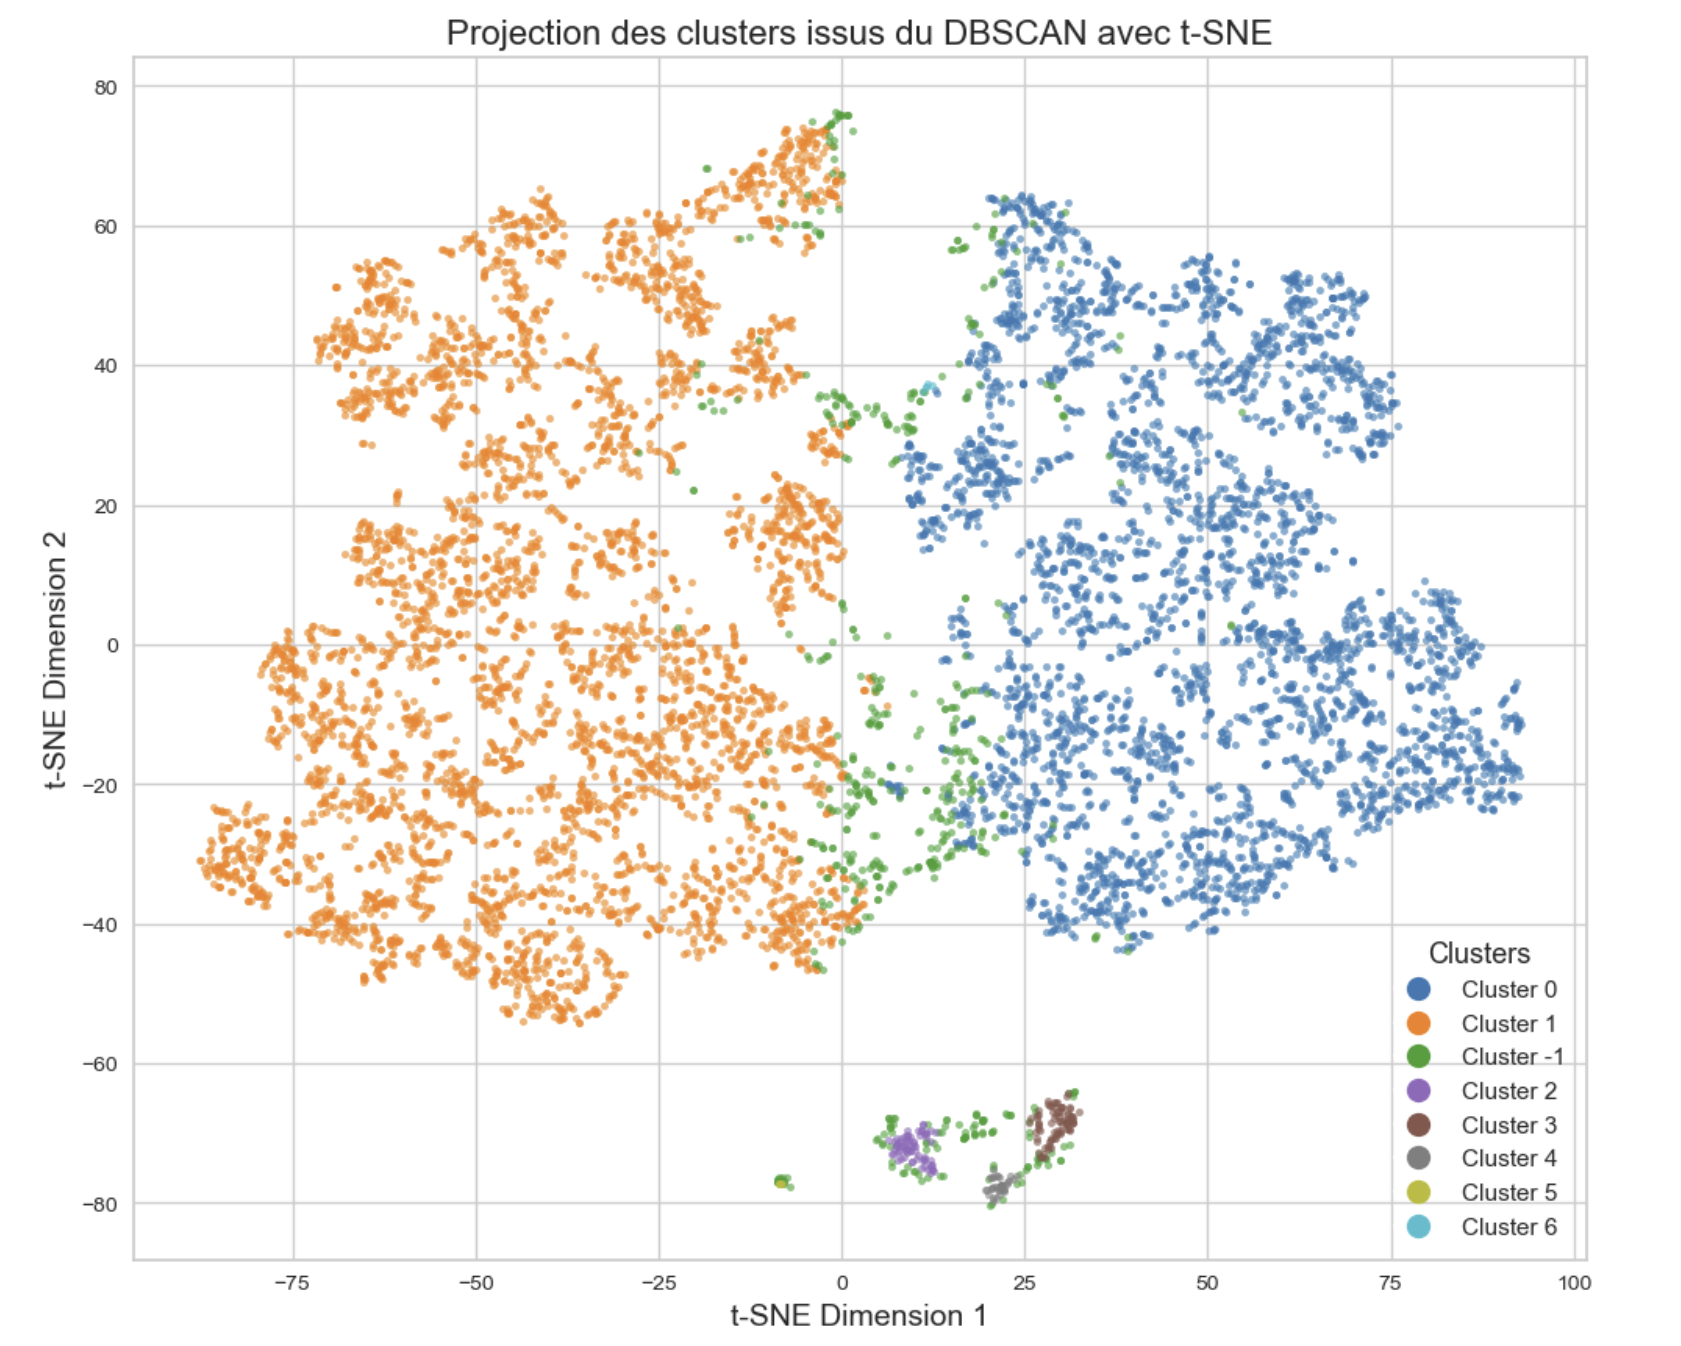 Projection des clusters issus du DBSCAN avec t-SNE
80
60
40
20
0
−20
−40
−60
−80
t-SNE Dimension 2
Clusters
Cluster 0
Cluster 1
Cluster -1
Cluster 2
Cluster 3
Cluster 4
Cluster 5
Cluster 6
−75 −50 −25 0 25 50 75 100
t-SNE Dimension 1